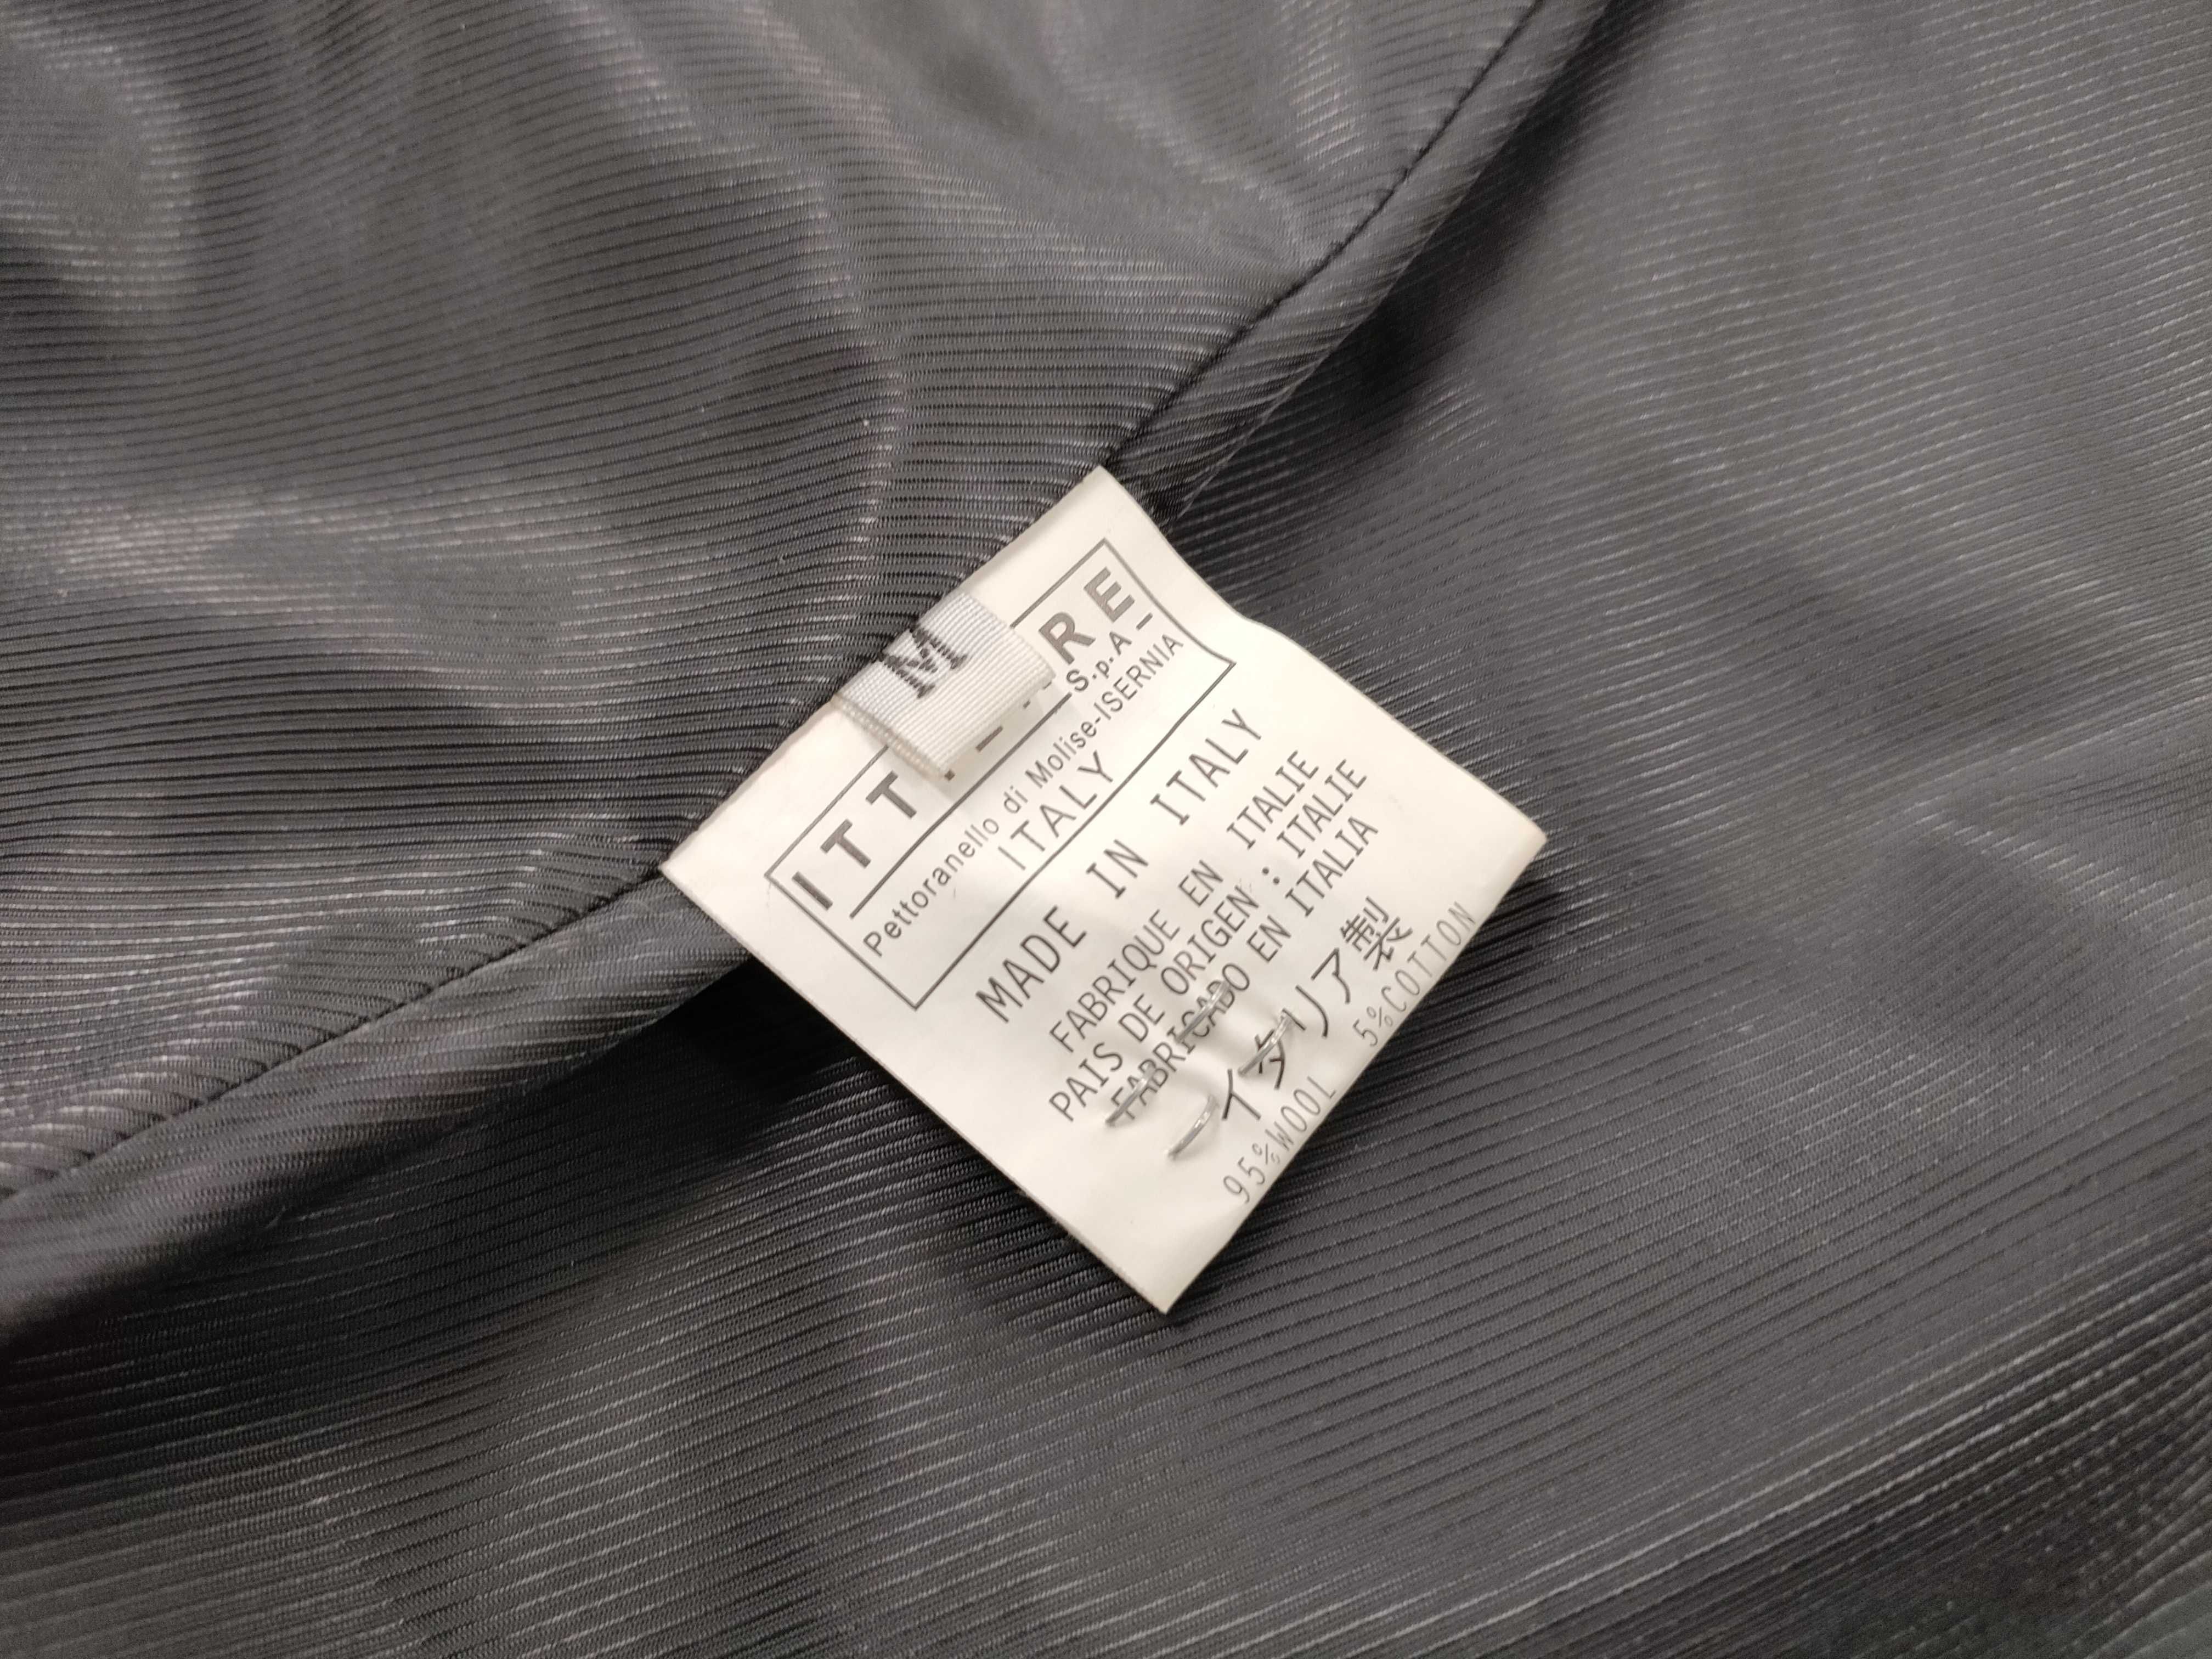 M
ITT RE
S.p.A
Pettoranello di Molise-ISERNIA
ITALY
MADE IN ITALY
FABRIQUE EN ITALIE
PAIS DE ORIGEN : ITALIE
FABRICADO EN ITALIA
イタリア製
95%WOOL 5%COTTON